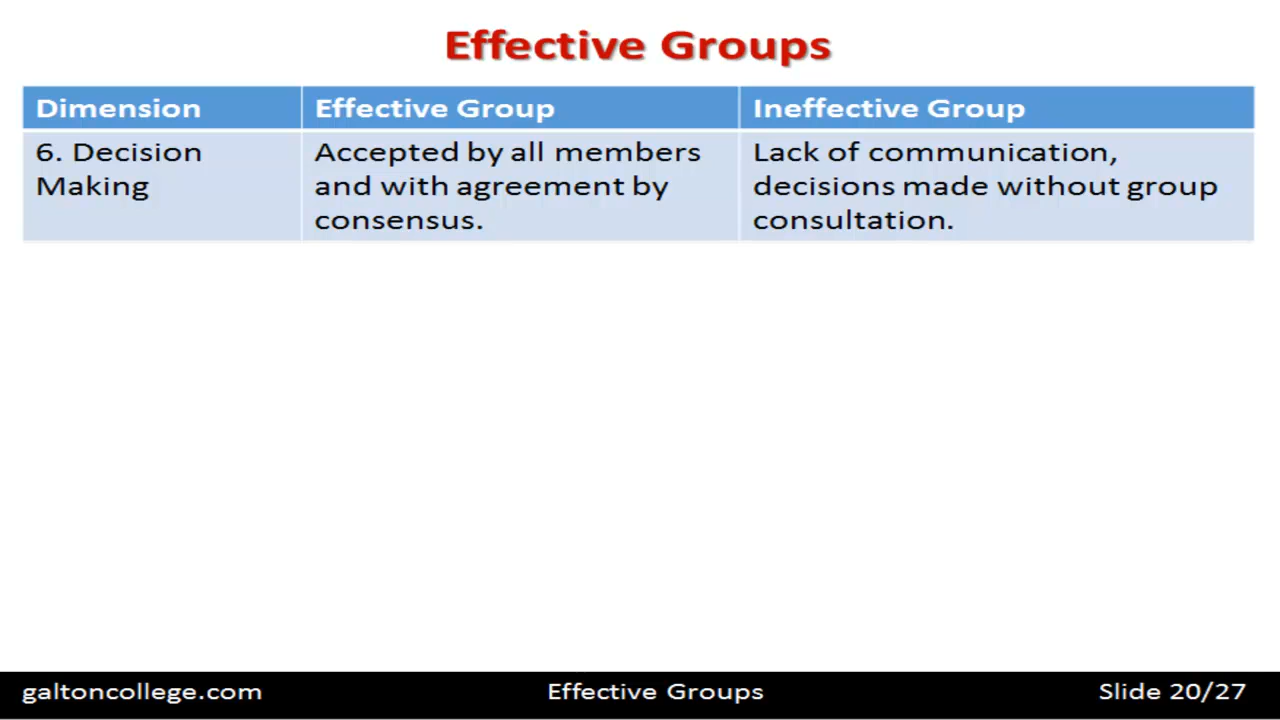 Effective Groups
Dimension
Effective Group
Ineffective Group
6. Decision
Making
Accepted by all members
and with agreement by
consensus.
Lack of communication,
decisions made without group
consultation.
galtoncollege.com
Effective Groups
Slide 20/27